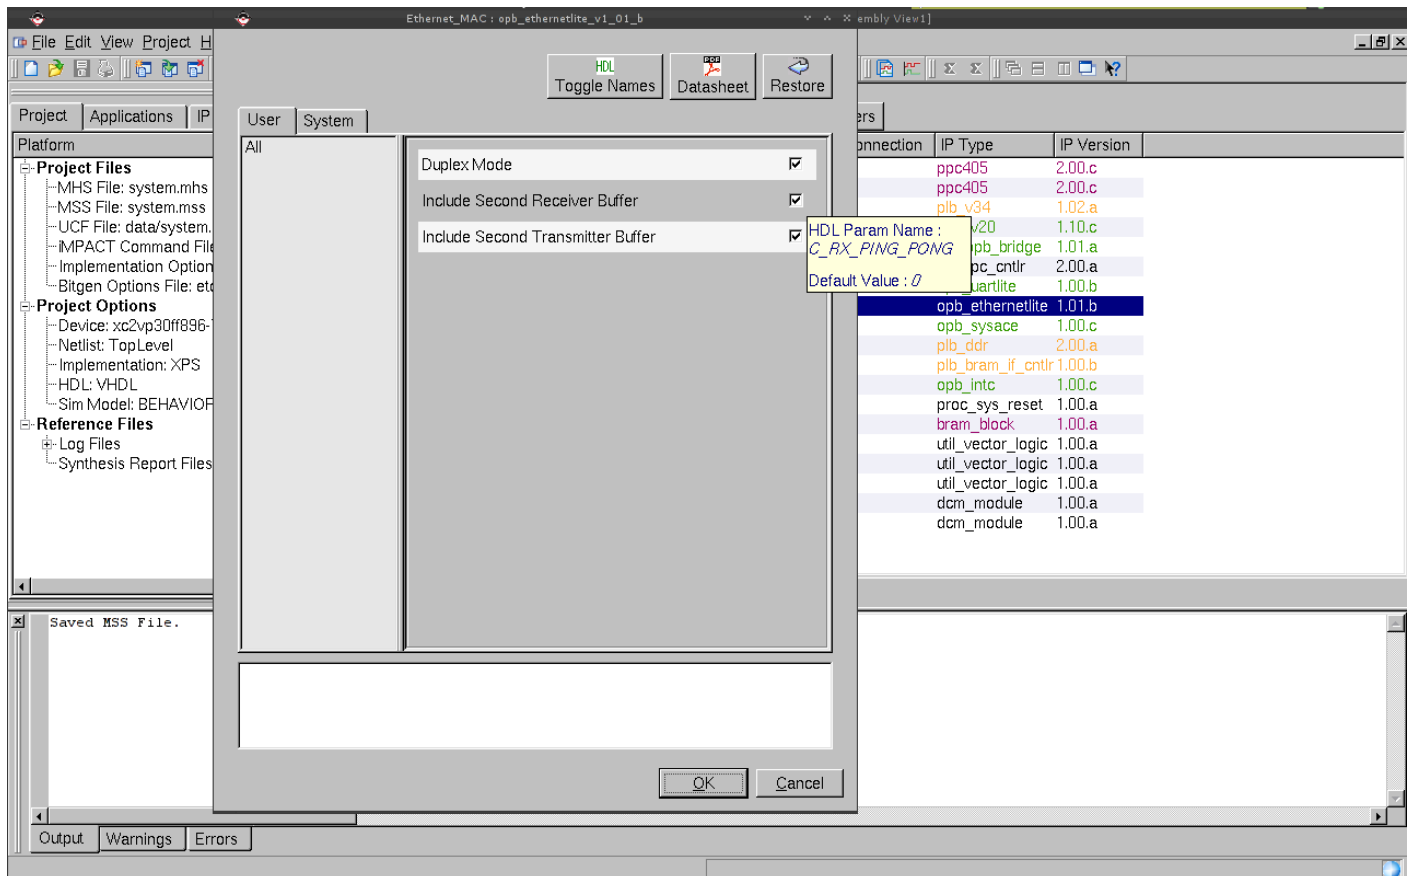 Ethernet_MAC : opb_ethernetlite_v1_01_b
embly View1]
File Edit View Project H
HDL
Toggle Names
PDF
Datasheet
Restore
Project
Applications
IP
User
System
ers
Platform
All
onnection
IP Type
IP Version
Project Files
MHS File: system.mhs
MSS File: system.mss
UCF File: data/system.
iMPACT Command File
Implementation Option
Bitgen Options File: etc
Project Options
Device: xc2vp30ff896-
Netlist: TopLevel
Implementation: XPS
HDL: VHDL
Sim Model: BEHAVIOR
Reference Files
Log Files
Synthesis Report Files
Duplex Mode
Include Second Receiver Buffer
Include Second Transmitter Buffer
HDL Param Name :
C_RX_PING_PONG
Default Value : 0
ppc405 2.00.c
ppc405 2.00.c
plb_v34 1.02.a
v20 1.10.c
opb_bridge 1.01.a
pc_cntlr 2.00.a
uartlite 1.00.b
opb_ethernetlite 1.01.b
opb_sysace 1.00.c
plb_ddr 2.00.a
plb_bram_if_cntlr 1.00.b
opb_intc 1.00.c
proc_sys_reset 1.00.a
bram_block 1.00.a
util_vector_logic 1.00.a
util_vector_logic 1.00.a
util_vector_logic 1.00.a
dcm_module 1.00.a
dcm_module 1.00.a
Saved MSS File.
OK
Cancel
Output
Warnings
Errors